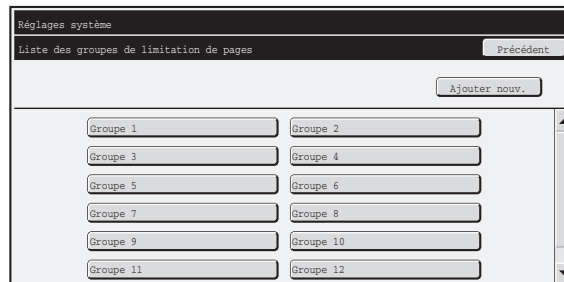 Réglages système
Liste des groupes de limitation de pages
Précédent
Ajouter nouv.
Groupe 1
Groupe 2
Groupe 3
Groupe 4
Groupe 5
Groupe 6
Groupe 7
Groupe 8
Groupe 9
Groupe 10
Groupe 11
Groupe 12